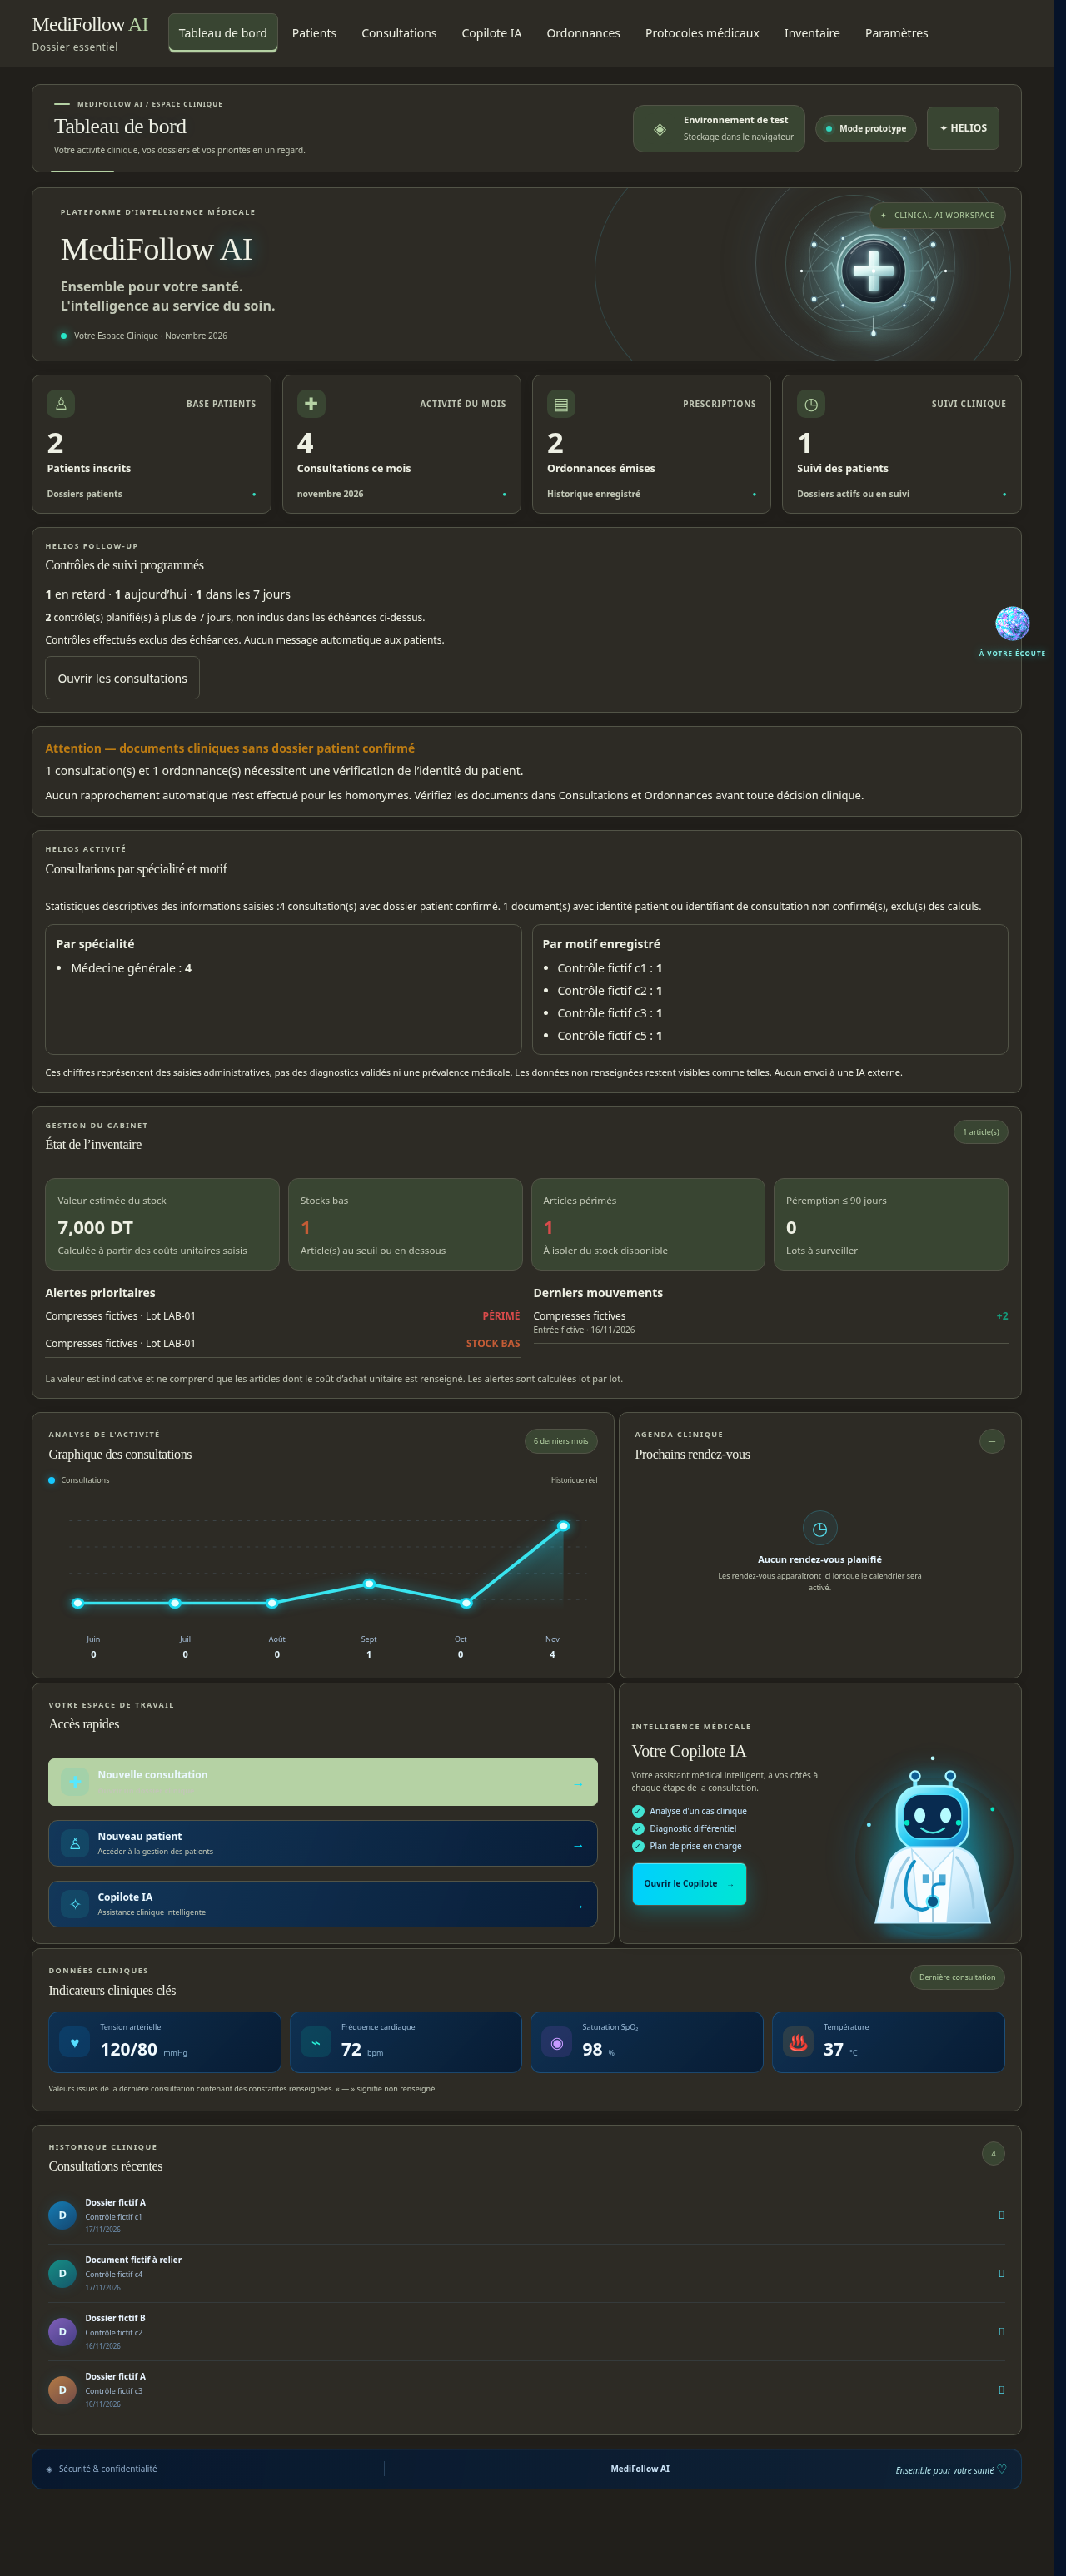 MediFollow AI
Dossier essentiel
Tableau de bord
Patients
Consultations
Copilote IA
Ordonnances
Protocoles médicaux
Inventaire
Paramètres
MEDIFOLLOW AI / ESPACE CLINIQUE
Tableau de bord
Votre activité clinique, vos dossiers et vos priorités en un regard.
Environnement de test
Stockage dans le navigateur
Mode prototype
✦ HELIOS
PLATEFORME D'INTELLIGENCE MÉDICALE
MediFollow AI
Ensemble pour votre santé.
L'intelligence au service du soin.
Votre Espace Clinique · Novembre 2026
✦ CLINICAL AI WORKSPACE
BASE PATIENTS
2
Patients inscrits
Dossiers patients
ACTIVITÉ DU MOIS
4
Consultations ce mois
novembre 2026
PRESCRIPTIONS
2
Ordonnances émises
Historique enregistré
SUIVI CLINIQUE
1
Suivi des patients
Dossiers actifs ou en suivi
HELIOS FOLLOW-UP
Contrôles de suivi programmés
1 en retard · 1 aujourd’hui · 1 dans les 7 jours
2 contrôle(s) planifié(s) à plus de 7 jours, non inclus dans les échéances ci-dessus.
Contrôles effectués exclus des échéances. Aucun message automatique aux patients.
Ouvrir les consultations
À VOTRE ÉCOUTE
Attention — documents cliniques sans dossier patient confirmé
1 consultation(s) et 1 ordonnance(s) nécessitent une vérification de l’identité du patient.
Aucun rapprochement automatique n’est effectué pour les homonymes. Vérifiez les documents dans Consultations et Ordonnances avant toute décision clinique.
HELIOS ACTIVITÉ
Consultations par spécialité et motif
Statistiques descriptives des informations saisies :4 consultation(s) avec dossier patient confirmé. 1 document(s) avec identité patient ou identifiant de consultation non confirmé(s), exclu(s) des calculs.
Par spécialité
• Médecine générale : 4
Par motif enregistré
• Contrôle fictif c1 : 1
• Contrôle fictif c2 : 1
• Contrôle fictif c3 : 1
• Contrôle fictif c5 : 1
Ces chiffres représentent des saisies administratives, pas des diagnostics validés ni une prévalence médicale. Les données non renseignées restent visibles comme telles. Aucun envoi à une IA externe.
GESTION DU CABINET
État de l’inventaire
1 article(s)
Valeur estimée du stock
7,000 DT
Calculée à partir des coûts unitaires saisis
Stocks bas
1
Article(s) au seuil ou en dessous
Articles périmés
1
À isoler du stock disponible
Péremption ≤ 90 jours
0
Lots à surveiller
Alertes prioritaires
Compresses fictives · Lot LAB-01 PÉRIMÉ
Compresses fictives · Lot LAB-01 STOCK BAS
Derniers mouvements
Compresses fictives +2
Entrée fictive · 16/11/2026
La valeur est indicative et ne comprend que les articles dont le coût d’achat unitaire est renseigné. Les alertes sont calculées lot par lot.
ANALYSE DE L'ACTIVITÉ
Graphique des consultations
6 derniers mois
Consultations
Historique réel
Juin Juil Août Sept Oct Nov
0 0 0 1 0 4
AGENDA CLINIQUE
Prochains rendez-vous
—
Aucun rendez-vous planifié
Les rendez-vous apparaîtront ici lorsque le calendrier sera
activé.
VOTRE ESPACE DE TRAVAIL
Accès rapides
Nouvelle consultation
→
Nouveau patient
Accéder à la gestion des patients
→
Copilote IA
Assistance clinique intelligente
→
INTELLIGENCE MÉDICALE
Votre Copilote IA
Votre assistant médical intelligent, à vos côtés à
chaque étape de la consultation.
✓ Analyse d'un cas clinique
✓ Diagnostic différentiel
✓ Plan de prise en charge
Ouvrir le Copilote →
DONNÉES CLINIQUES
Indicateurs cliniques clés
Dernière consultation
Tension artérielle
120/80 mmHg
Fréquence cardiaque
72 bpm
Saturation SpO₂
98 %
Température
37 °C
Valeurs issues de la dernière consultation contenant des constantes renseignées. « — » signifie non renseigné.
HISTORIQUE CLINIQUE
Consultations récentes
4
D
Dossier fictif A
Contrôle fictif c1
17/11/2026
D
Document fictif à relier
Contrôle fictif c4
17/11/2026
D
Dossier fictif B
Contrôle fictif c2
16/11/2026
D
Dossier fictif A
Contrôle fictif c3
10/11/2026
Sécurité & confidentialité
MediFollow AI
Ensemble pour votre santé ♡